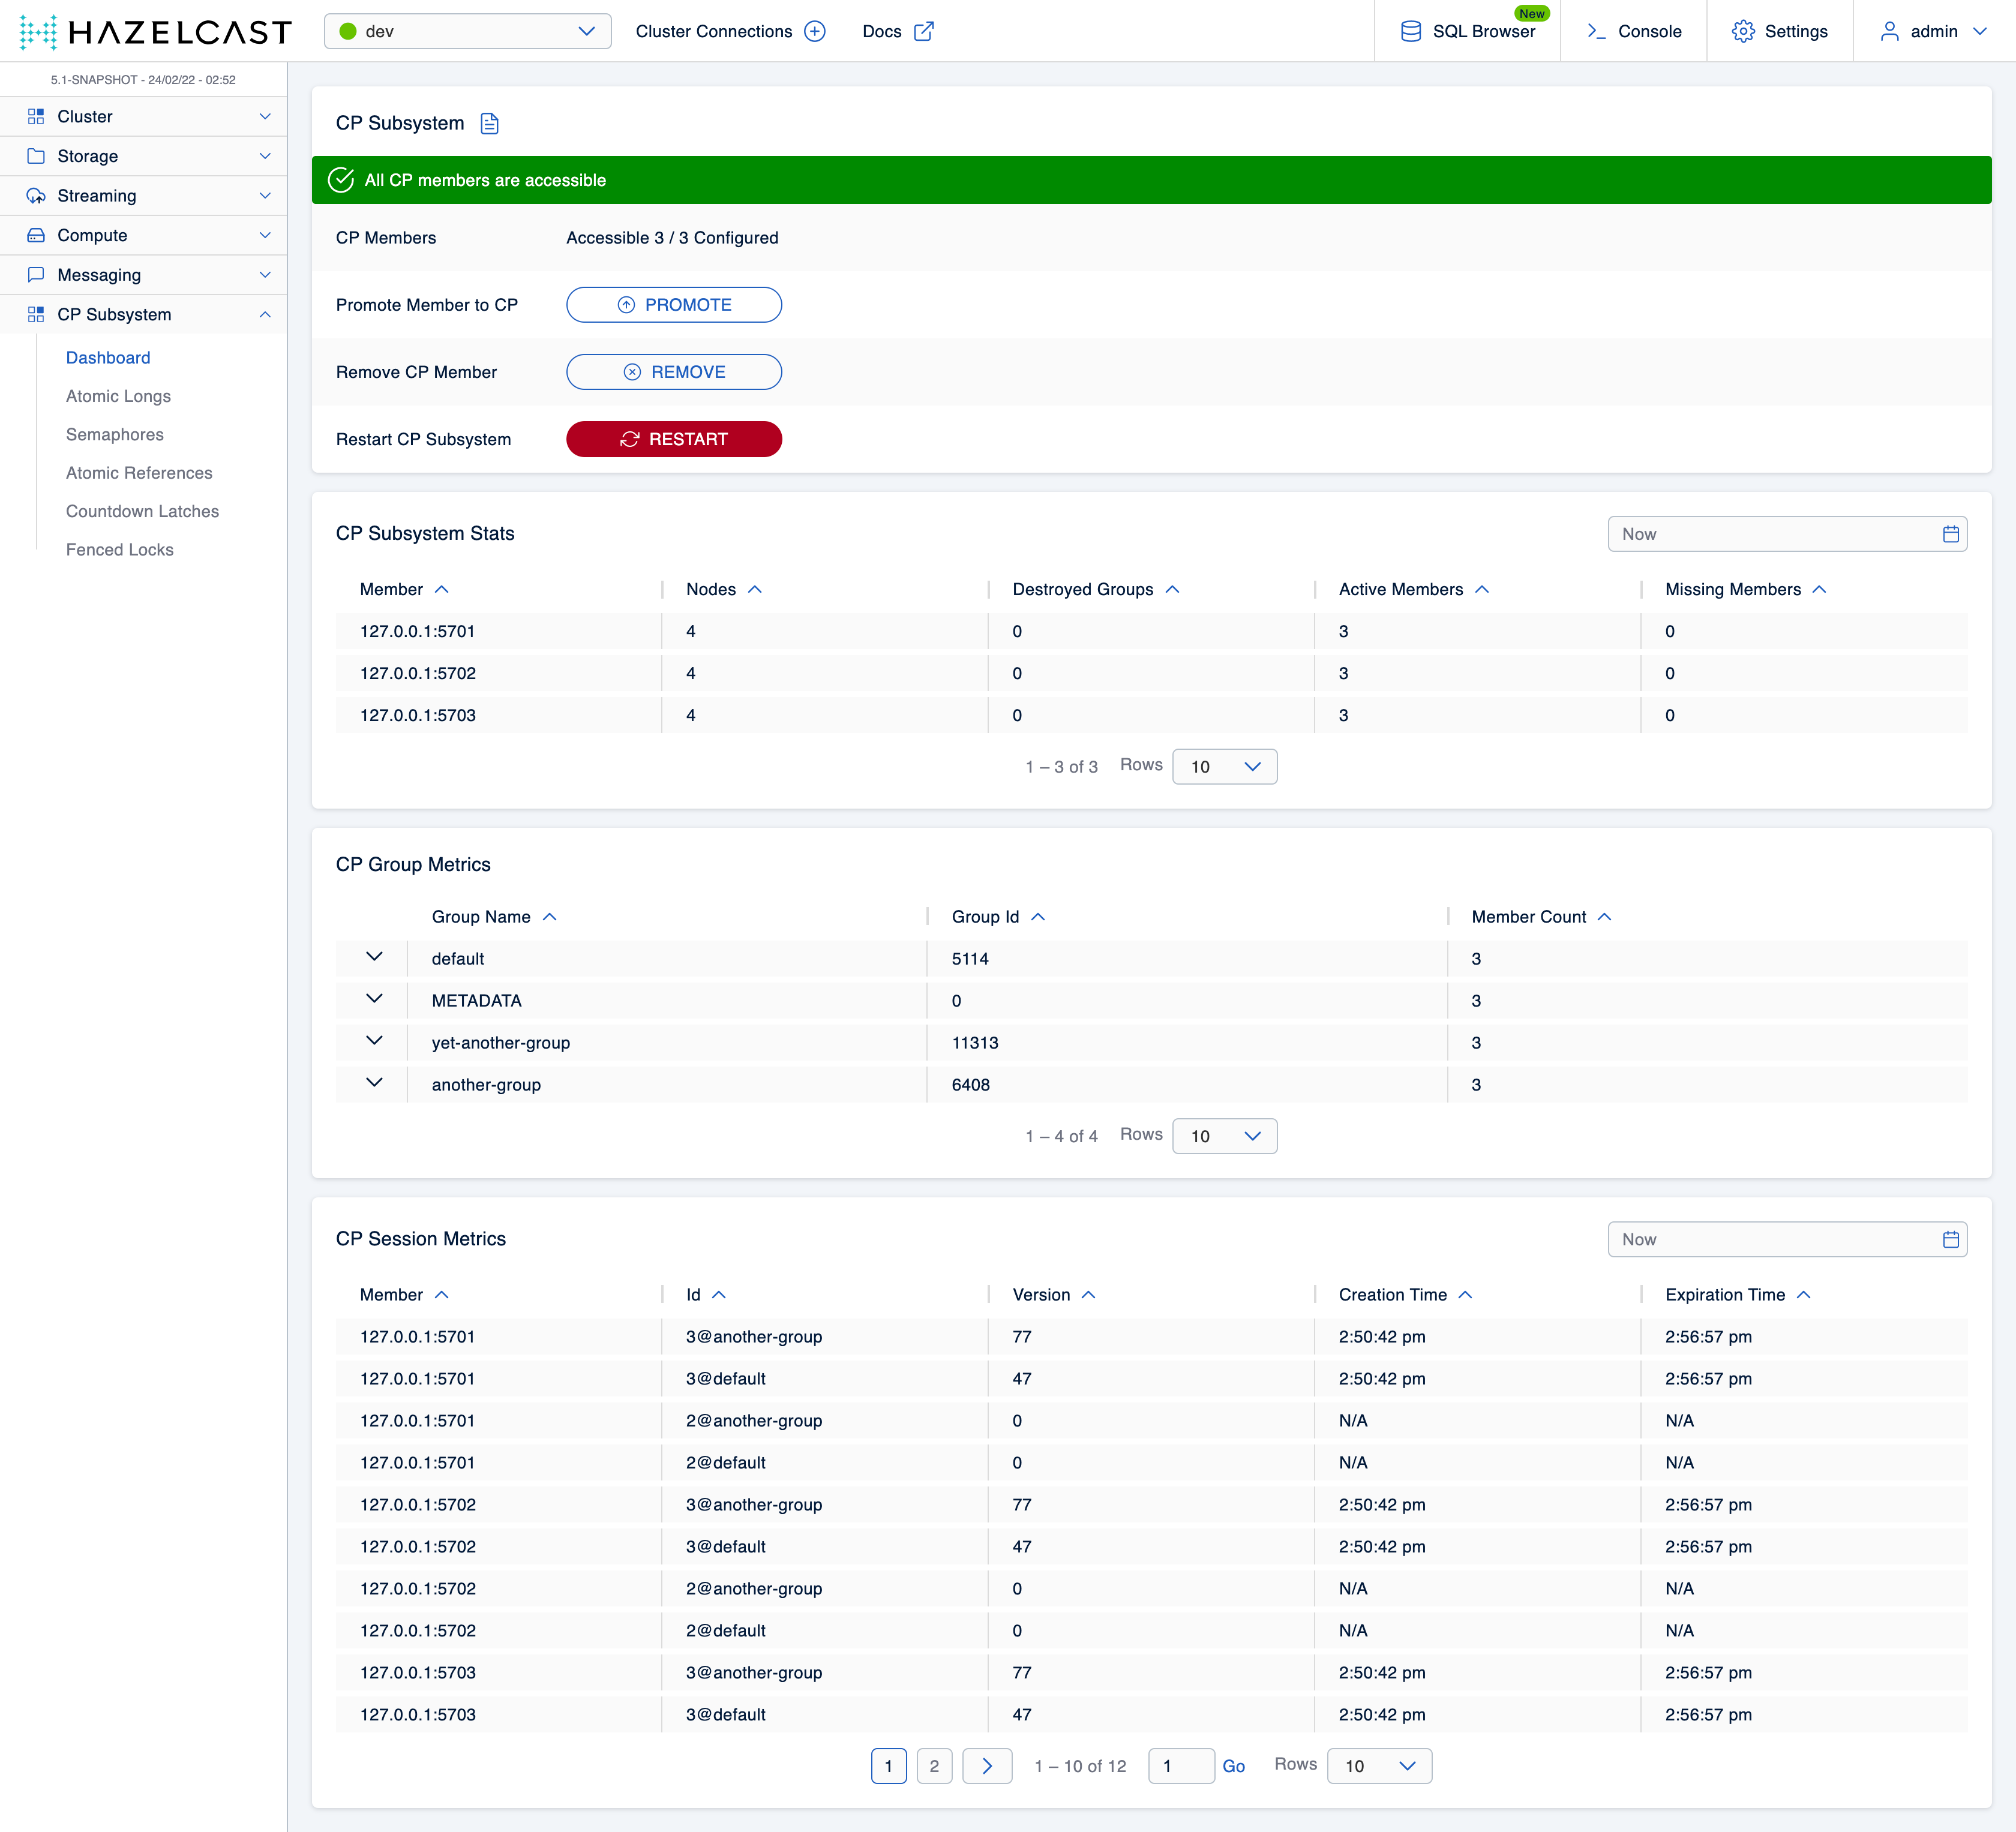 HAZELCAST
dev
Cluster Connections
Docs
New
SQL Browser
Console
Settings
admin
5.1-SNAPSHOT - 24/02/22 - 02:52
Cluster
Storage
Streaming
Compute
Messaging
CP Subsystem
Dashboard
Atomic Longs
Semaphores
Atomic References
Countdown Latches
Fenced Locks
CP Subsystem
All CP members are accessible
CP Members Accessible 3 / 3 Configured
Promote Member to CP PROMOTE
Remove CP Member REMOVE
Restart CP Subsystem RESTART
CP Subsystem Stats Now
Member Nodes Destroyed Groups Active Members Missing Members
127.0.0.1:5701 4 0 3 0
127.0.0.1:5702 4 0 3 0
127.0.0.1:5703 4 0 3 0
1 – 3 of 3 Rows 10
CP Group Metrics
Group Name Group Id Member Count
default 5114 3
METADATA 0 3
yet-another-group 11313 3
another-group 6408 3
1 – 4 of 4 Rows 10
CP Session Metrics Now
Member Id Version Creation Time Expiration Time
127.0.0.1:5701 3@another-group 77 2:50:42 pm 2:56:57 pm
127.0.0.1:5701 3@default 47 2:50:42 pm 2:56:57 pm
127.0.0.1:5701 2@another-group 0 N/A N/A
127.0.0.1:5701 2@default 0 N/A N/A
127.0.0.1:5702 3@another-group 77 2:50:42 pm 2:56:57 pm
127.0.0.1:5702 3@default 47 2:50:42 pm 2:56:57 pm
127.0.0.1:5702 2@another-group 0 N/A N/A
127.0.0.1:5702 2@default 0 N/A N/A
127.0.0.1:5703 3@another-group 77 2:50:42 pm 2:56:57 pm
127.0.0.1:5703 3@default 47 2:50:42 pm 2:56:57 pm
1 2 1 – 10 of 12 1 Go Rows 10